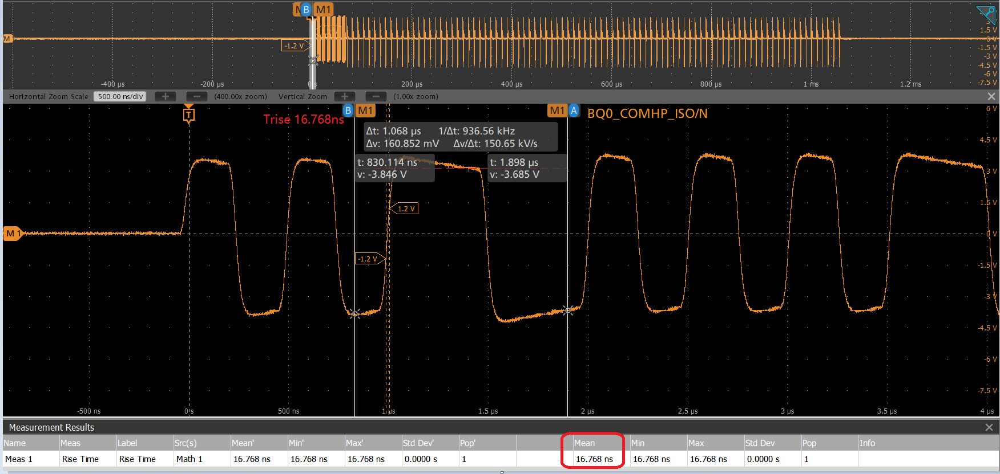 M B M1
M 1
-1.2 V
3 V
1.5 V
0 V
-1.5 V
-3 V
-4.5 V
-6 V
-7.5 V
-400 µs -200 µs 0 s 200 µs 400 µs 600 µs 800 µs 1 ms 1.2 ms
Horizontal Zoom Scale 500.00 ns/div + − (400.00x zoom) Vertical Zoom + − (1.00x zoom)
T Trise 16.768ns B M1 M1 A BQ0_COMHP_ISO/N
Δt: 1.068 µs 1/Δt: 936.56 kHz
Δv: 160.852 mV Δv/Δt: 150.65 kV/s
t: 830.114 ns
v: -3.846 V
t: 1.898 µs
v: -3.685 V
1.2 V
M 1
-1.2 V
6 V
4.5 V
3 V
1.5 V
0 V
-1.5 V
-3 V
-4.5 V
-6 V
-7.5 V
-500 ns 0 s 500 ns 1 µs 1.5 µs 2 µs 2.5 µs 3 µs 3.5 µs 4 µs
Measurement Results
Name Meas Label Src(s) Mean' Min' Max' Std Dev' Pop' Mean Min Max Std Dev Pop Info
Meas 1 Rise Time Rise Time Math 1 16.768 ns 16.768 ns 16.768 ns 0.0000 s 1 16.768 ns 16.768 ns 16.768 ns 0.0000 s 1